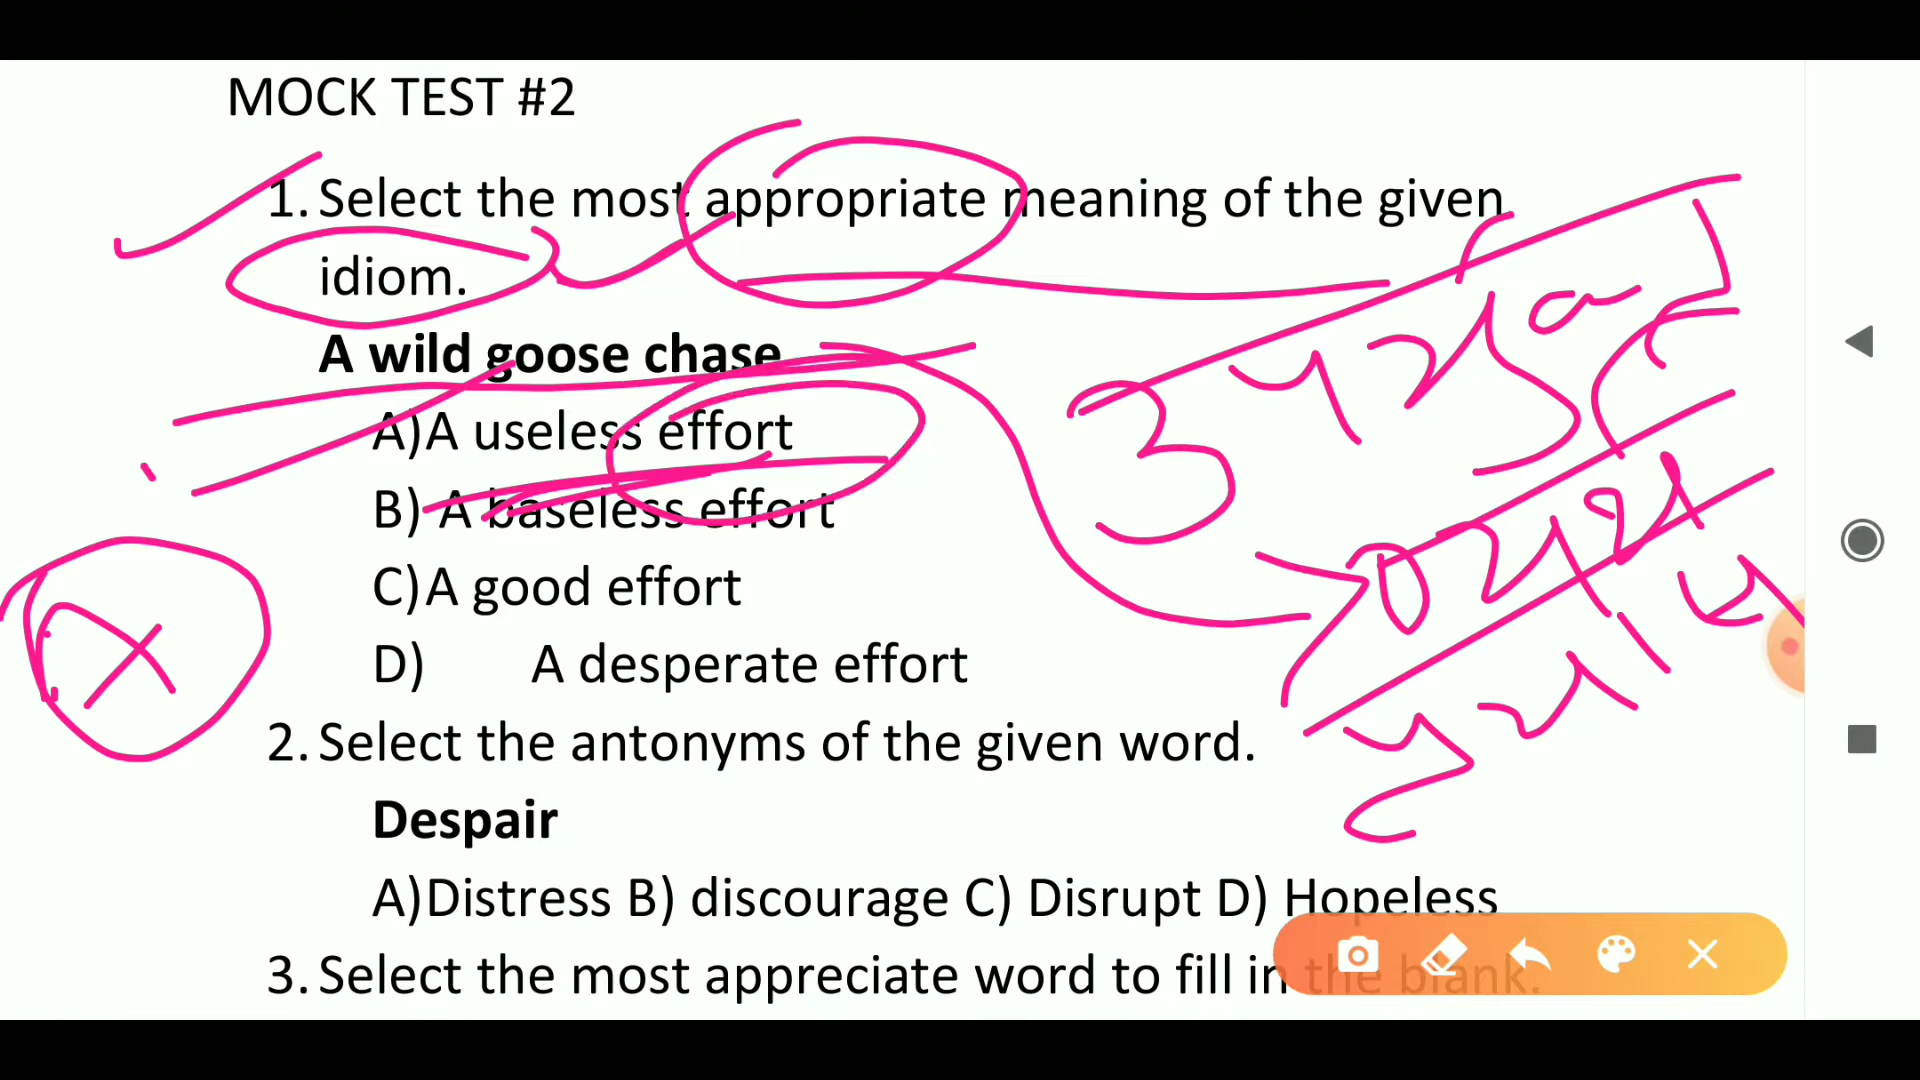 MOCK TEST #2
1. Select the most appropriate meaning of the given
idiom.
A wild goose chase
A) A useless effort
B) A baseless effort
C) A good effort
D) A desperate effort
2. Select the antonyms of the given word.
Despair
A) Distress B) discourage C) Disrupt D) Hopeless
3. Select the most appreciate word to fill in the blank.